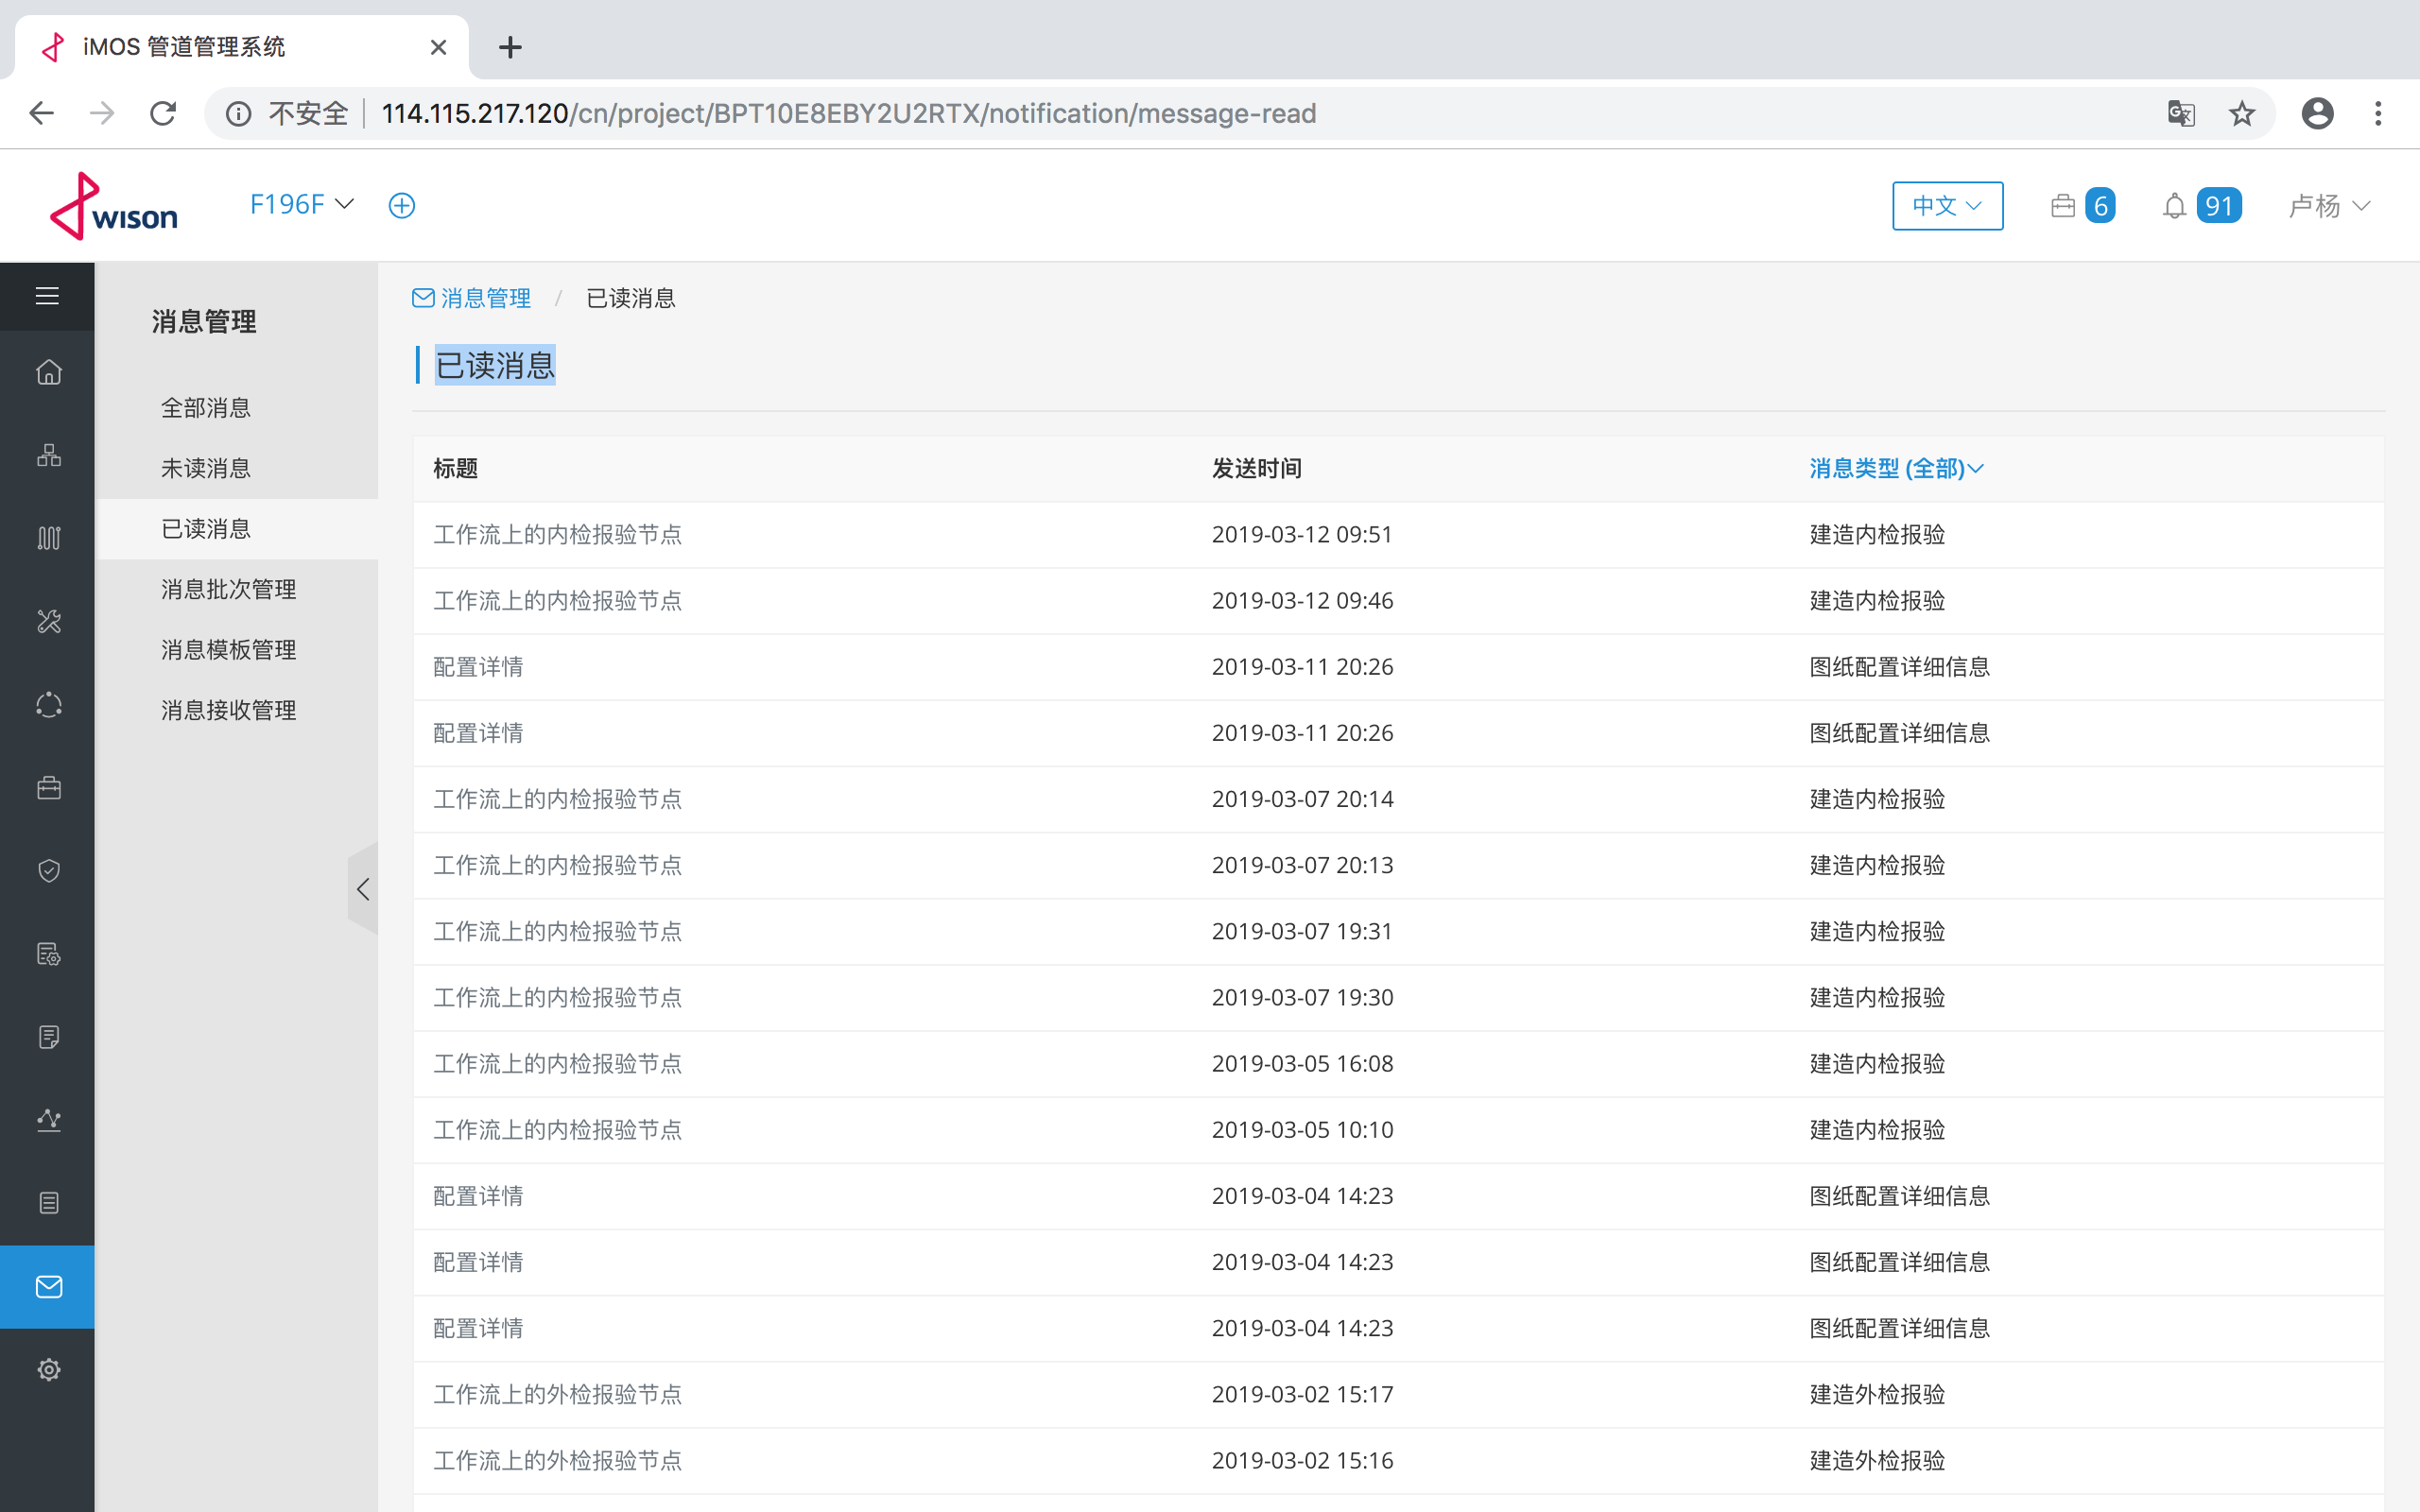 iMOS 管道管理系统
不安全 114.115.217.120/cn/project/BPT10E8EBY2U2RTX/notification/message-read
wison F196F 中文 6 91 卢杨
消息管理
全部消息
未读消息
已读消息
消息批次管理
消息模板管理
消息接收管理
消息管理 / 已读消息
已读消息
标题 发送时间 消息类型 (全部)
工作流上的内检报验节点 2019-03-12 09:51 建造内检报验
工作流上的内检报验节点 2019-03-12 09:46 建造内检报验
配置详情 2019-03-11 20:26 图纸配置详细信息
配置详情 2019-03-11 20:26 图纸配置详细信息
工作流上的内检报验节点 2019-03-07 20:14 建造内检报验
工作流上的内检报验节点 2019-03-07 20:13 建造内检报验
工作流上的内检报验节点 2019-03-07 19:31 建造内检报验
工作流上的内检报验节点 2019-03-07 19:30 建造内检报验
工作流上的内检报验节点 2019-03-05 16:08 建造内检报验
工作流上的内检报验节点 2019-03-05 10:10 建造内检报验
配置详情 2019-03-04 14:23 图纸配置详细信息
配置详情 2019-03-04 14:23 图纸配置详细信息
配置详情 2019-03-04 14:23 图纸配置详细信息
工作流上的外检报验节点 2019-03-02 15:17 建造外检报验
工作流上的外检报验节点 2019-03-02 15:16 建造外检报验